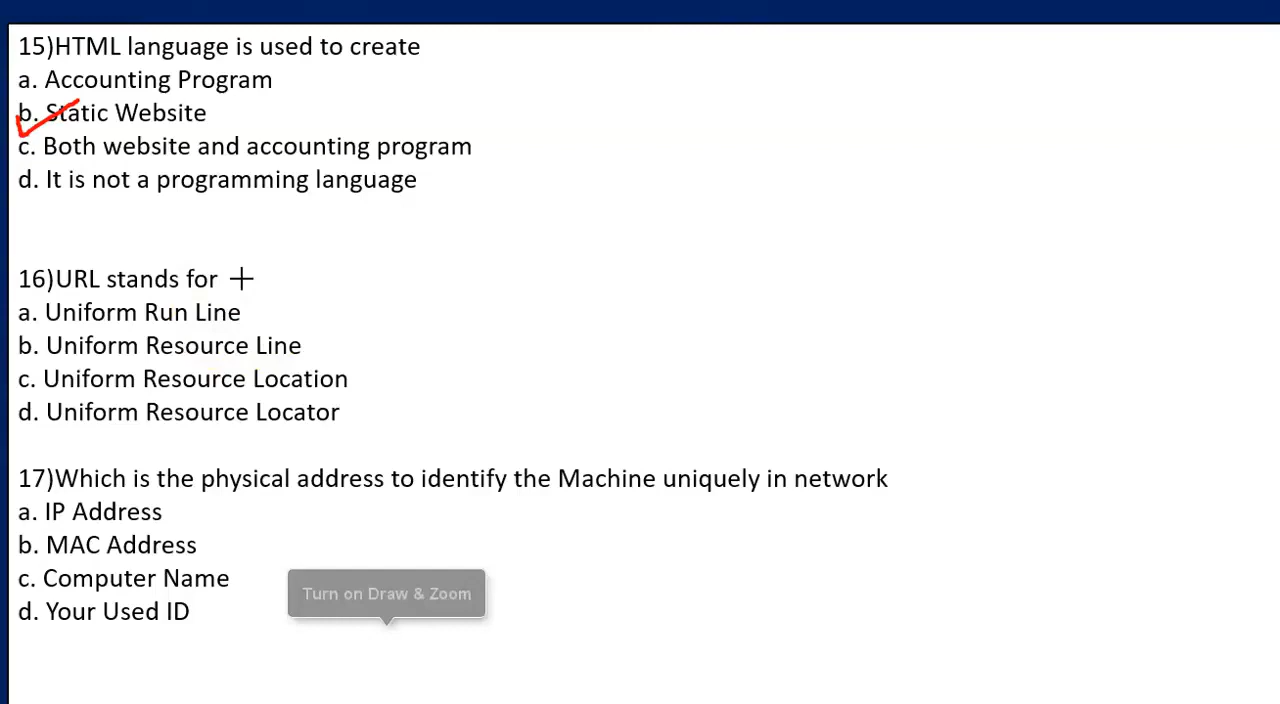 15)HTML language is used to create
a. Accounting Program
b. Static Website
c. Both website and accounting program
d. It is not a programming language
16)URL stands for
a. Uniform Run Line
b. Uniform Resource Line
c. Uniform Resource Location
d. Uniform Resource Locator
17)Which is the physical address to identify the Machine uniquely in network
a. IP Address
b. MAC Address
c. Computer Name
d. Your Used ID
Turn on Draw & Zoom